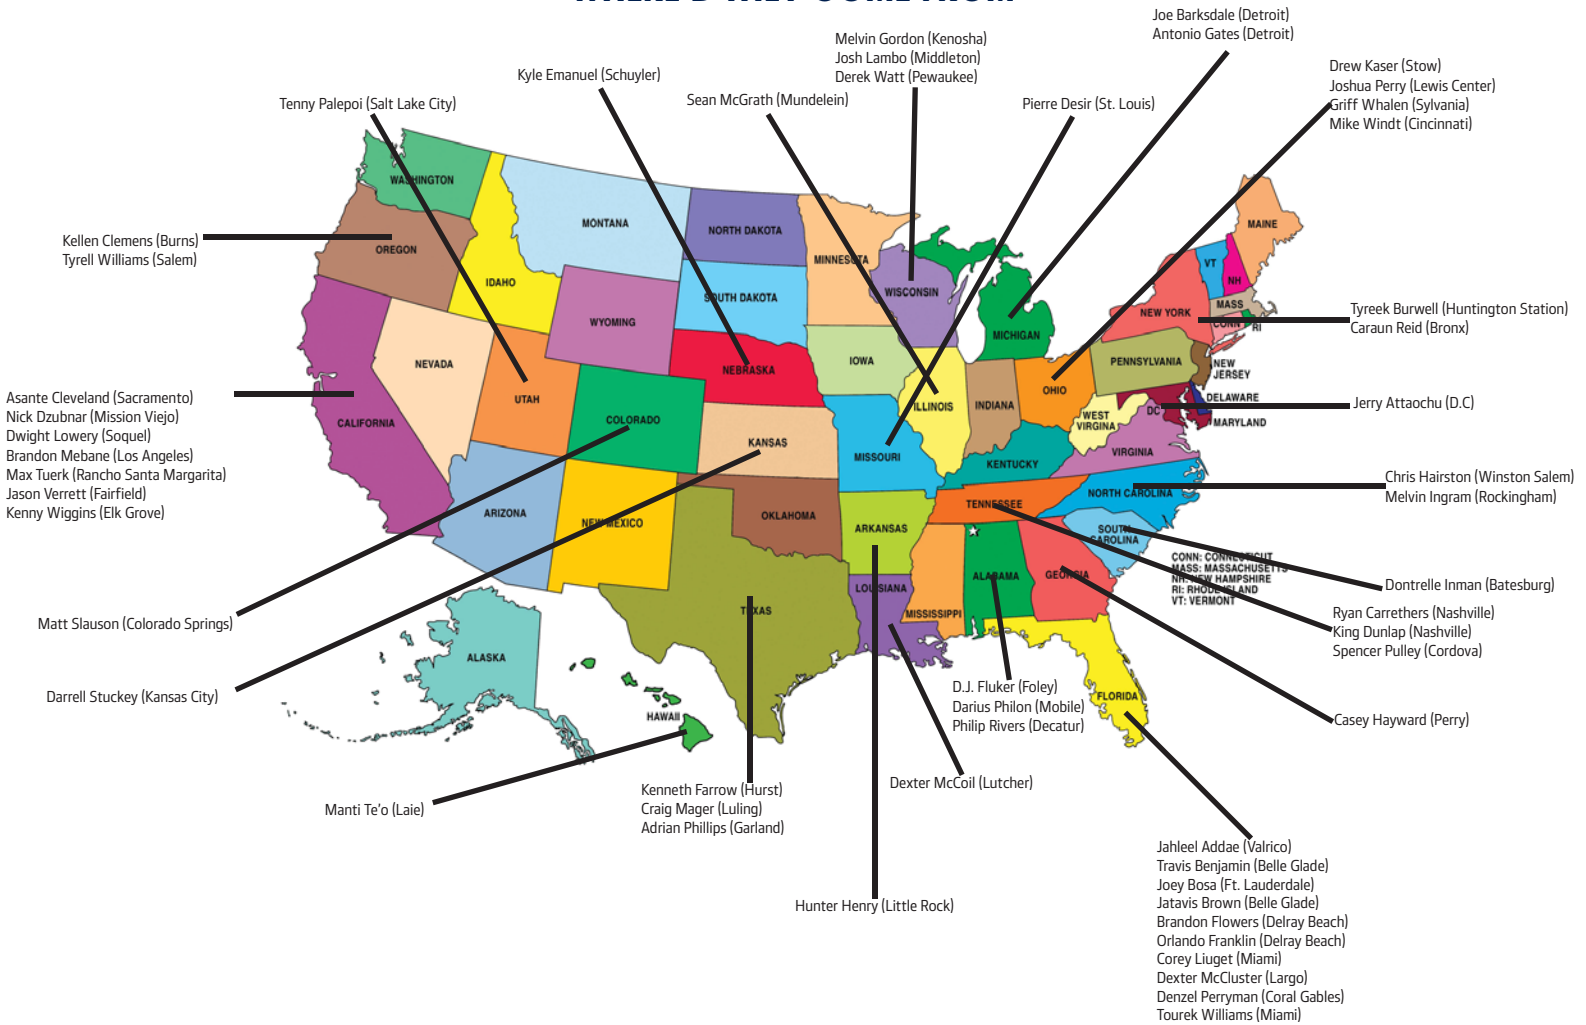 WHERE'D THEY COME FROM
Joe Barksdale (Detroit)
Antonio Gates (Detroit)
Melvin Gordon (Kenosha)
Josh Lambo (Middleton)
Derek Watt (Pewaukee)
Drew Kaser (Stow)
Joshua Perry (Lewis Center)
Griff Whalen (Sylvania)
Mike Windt (Cincinnati)
Kyle Emanuel (Schuyler)
Sean McGrath (Mundelein)
Pierre Desir (St. Louis)
Tenny Palepoi (Salt Lake City)
Kellen Clemens (Burns)
Tyrell Williams (Salem)
Asante Cleveland (Sacramento)
Nick Dzubnar (Mission Viejo)
Dwight Lowery (Soquel)
Brandon Mebane (Los Angeles)
Max Tuerk (Rancho Santa Margarita)
Jason Verrett (Fairfield)
Kenny Wiggins (Elk Grove)
Matt Slauson (Colorado Springs)
Darrell Stuckey (Kansas City)
Manti Te'o (Laie)
Kenneth Farrow (Hurst)
Craig Mager (Luling)
Adrian Phillips (Garland)
Hunter Henry (Little Rock)
Dexter McCoil (Lutcher)
D.J. Fluker (Foley)
Darius Philon (Mobile)
Philip Rivers (Decatur)
Tyreek Burwell (Huntington Station)
Caraun Reid (Bronx)
Jerry Attaochu (D.C)
Chris Hairston (Winston Salem)
Melvin Ingram (Rockingham)
Dontrelle Inman (Batesburg)
Ryan Carrethers (Nashville)
King Dunlap (Nashville)
Spencer Pulley (Cordova)
Casey Hayward (Perry)
Jahleel Addae (Valrico)
Travis Benjamin (Belle Glade)
Joey Bosa (Ft. Lauderdale)
Jatavis Brown (Belle Glade)
Brandon Flowers (Delray Beach)
Orlando Franklin (Delray Beach)
Corey Liuget (Miami)
Dexter McCluster (Largo)
Denzel Perryman (Coral Gables)
Tourek Williams (Miami)
WASHINGTON
OREGON
IDAHO
MONTANA
NORTH DAKOTA
MINNESOTA
WISCONSIN
MICHIGAN
MAINE
VT
NH
MASS
CONN
RI
NEW YORK
SOUTH DAKOTA
WYOMING
NEBRASKA
IOWA
ILLINOIS
INDIANA
OHIO
PENNSYLVANIA
NEW
JERSEY
DELAWARE
MARYLAND
DC
WEST
VIRGINA
VIRGINIA
NEVADA
UTAH
COLORADO
KANSAS
MISSOURI
KENTUCKY
CALIFORNIA
ARIZONA
NEW MEXICO
OKLAHOMA
ARKANSAS
TENNESSEE
NORTH CAROLINA
SOUTH
CAROLINA
TEXAS
LOUISIANA
MISSISSIPPI
ALABAMA
GEORGIA
FLORIDA
ALASKA
HAWAII
CONN: CONNECTICUT
MASS: MASSACHUSETTS
NH: NEW HAMPSHIRE
RI: RHODE ISLAND
VT: VERMONT